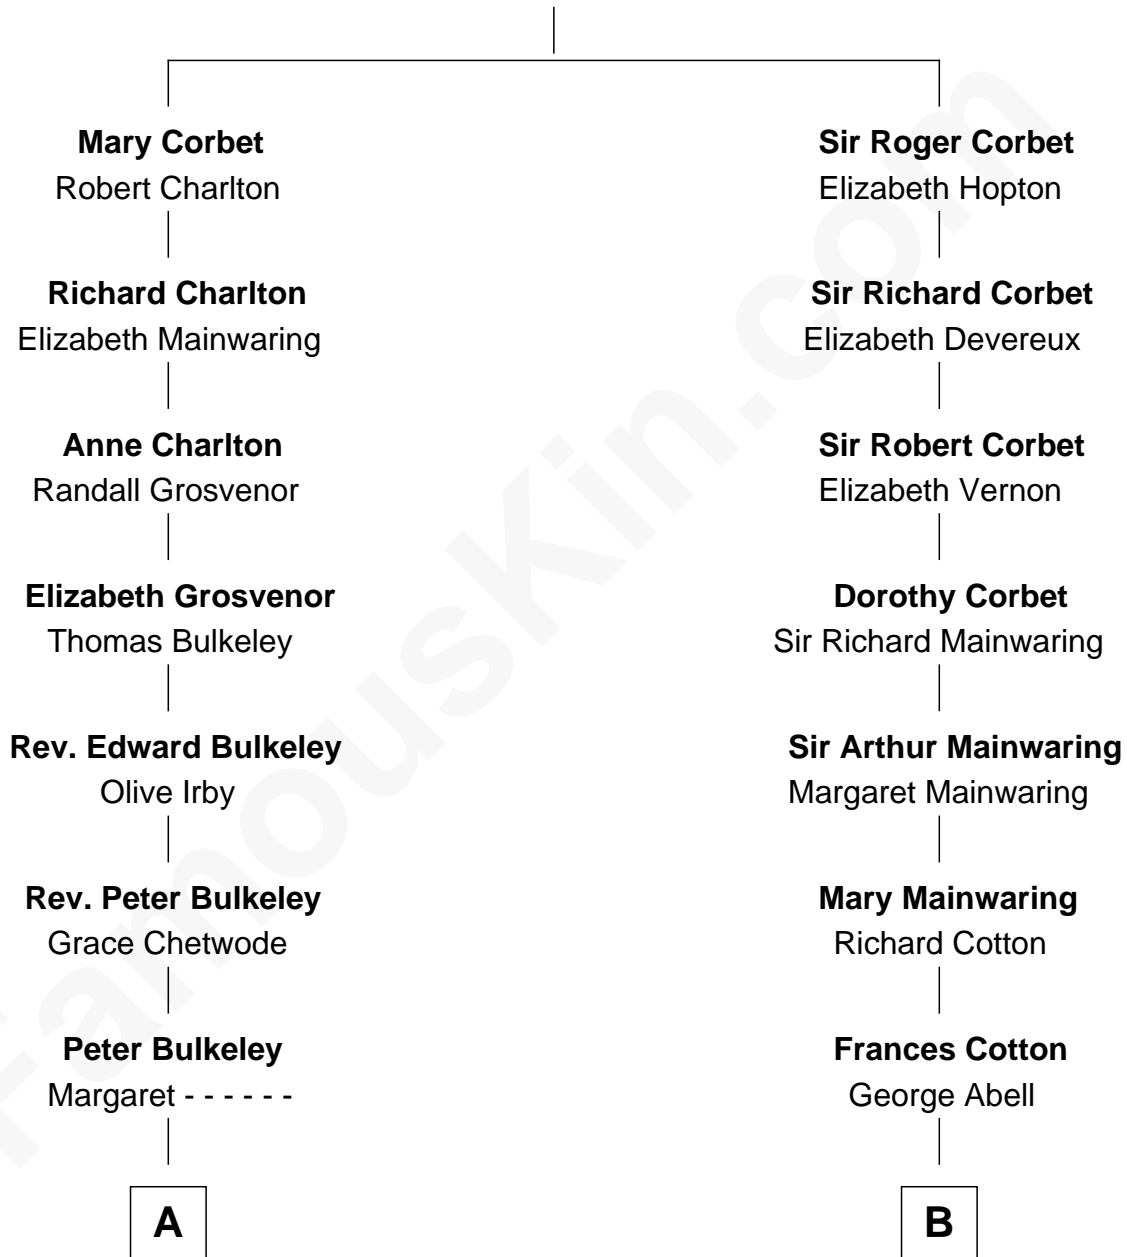 Mary Corbet
Robert Charlton
Richard Charlton
Elizabeth Mainwaring
Anne Charlton
Randall Grosvenor
Elizabeth Grosvenor
Thomas Bulkeley
Rev. Edward Bulkeley
Olive Irby
Rev. Peter Bulkeley
Grace Chetwode
Peter Bulkeley
Margaret - - - - - -
A
Sir Roger Corbet
Elizabeth Hopton
Sir Richard Corbet
Elizabeth Devereux
Sir Robert Corbet
Elizabeth Vernon
Dorothy Corbet
Sir Richard Mainwaring
Sir Arthur Mainwaring
Margaret Mainwaring
Mary Mainwaring
Richard Cotton
Frances Cotton
George Abell
B
FamousKin.com